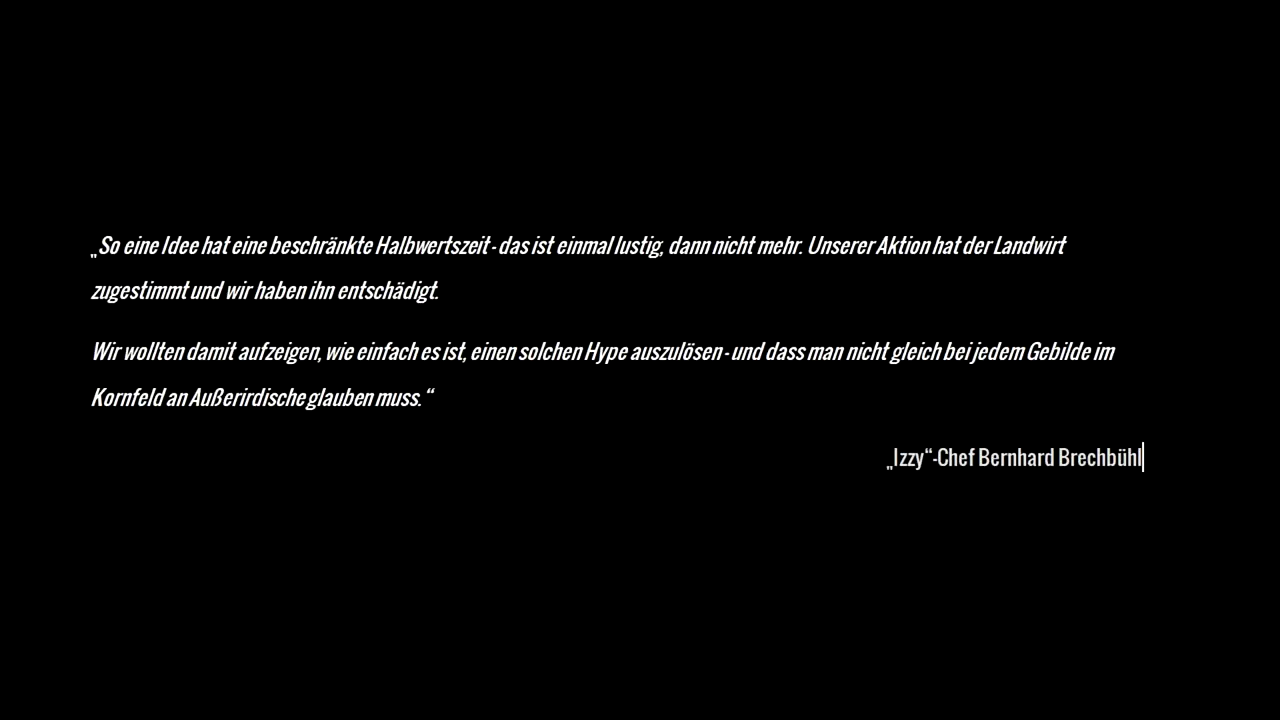 „So eine Idee hat eine beschränkte Halbwertszeit - das ist einmal lustig, dann nicht mehr. Unserer Aktion hat der Landwirt
zugestimmt und wir haben ihn entschädigt.
Wir wollten damit aufzeigen, wie einfach es ist, einen solchen Hype auszulösen - und dass man nicht gleich bei jedem Gebilde im
Kornfeld an Außerirdische glauben muss.“
„Izzy“-Chef Bernhard Brechbühl